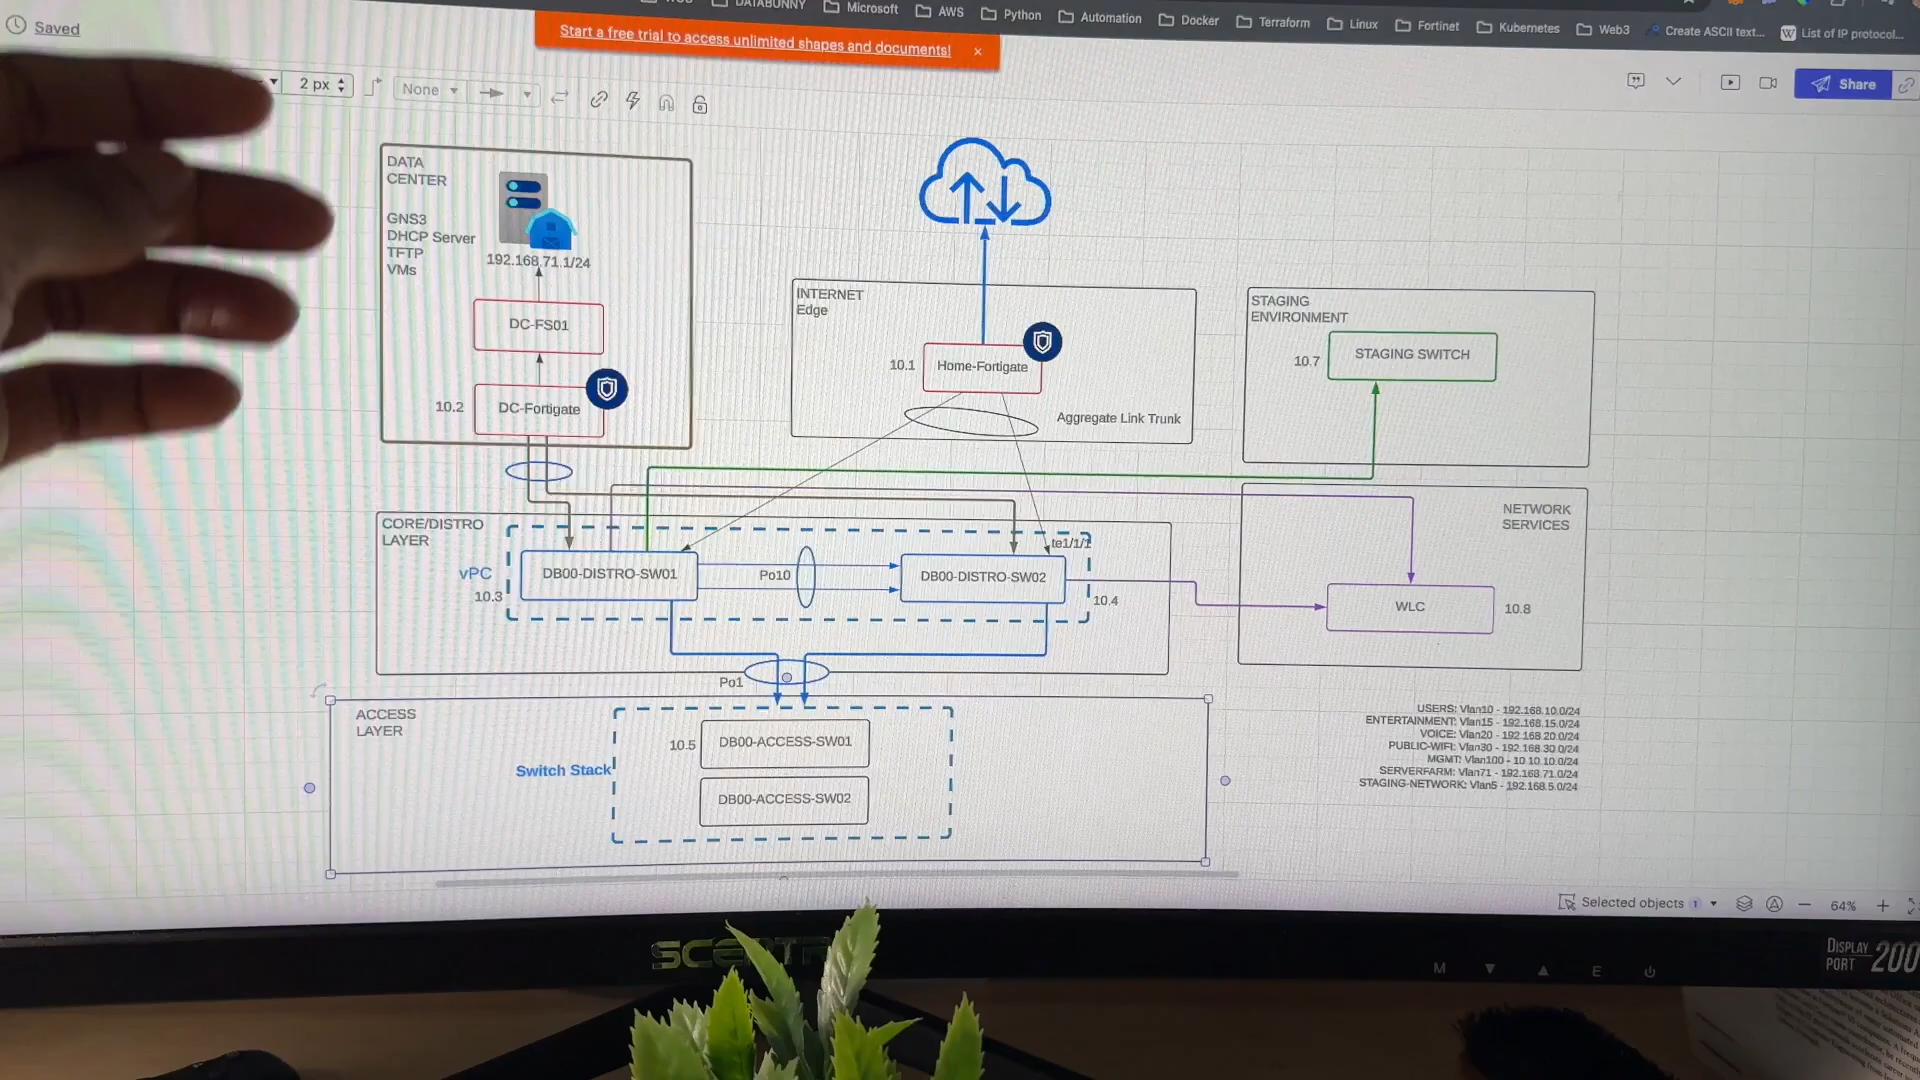 DATABUNNY
Microsoft
AWS
Python
Automation
Docker
Terraform
Linux
Fortinet
Kubernetes
Web3
Create ASCII text...
List of IP protocol...
Saved
Start a free trial to access unlimited shapes and documents!
2 px
None
Share
DATA
CENTER
GNS3
DHCP Server
TFTP
VMs
192.168.71.1/24
DC-FS01
10.2
DC-Fortigate
INTERNET
Edge
10.1
Home-Fortigate
Aggregate Link Trunk
STAGING
ENVIRONMENT
10.7
STAGING SWITCH
CORE/DISTRO
LAYER
vPC
10.3
DB00-DISTRO-SW01
Po10
DB00-DISTRO-SW02
te1/1/1
10.4
NETWORK
SERVICES
WLC
10.8
Po1
ACCESS
LAYER
Switch Stack
10.5
DB00-ACCESS-SW01
DB00-ACCESS-SW02
USERS: Vlan10 - 192.168.10.0/24
ENTERTAINMENT: Vlan15 - 192.168.15.0/24
VOICE: Vlan20 - 192.168.20.0/24
PUBLIC-WIFI: Vlan30 - 192.168.30.0/24
MGMT: Vlan100 - 10.10.10.0/24
SERVERFARM: Vlan71 - 192.168.71.0/24
STAGING-NETWORK: Vlan5 - 192.168.5.0/24
Selected objects 1
64%
M
E
DISPLAY
PORT
200